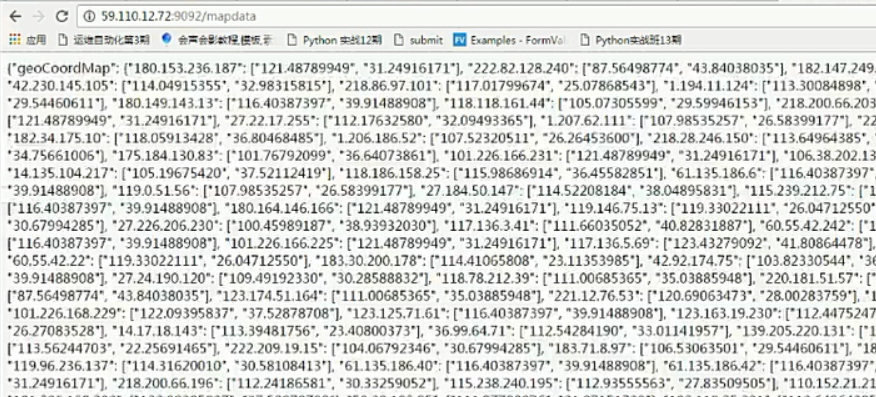 59.110.12.72:9092/mapdata
应用 运维自动化第3期 会声会影教程,模板,素 Python 实战12期 submit FV Examples - FormVal Python实战班13期
{"geoCoordMap": {"180.153.236.187": ["121.48789949", "31.24916171"], "222.82.128.240": ["87.56498774", "43.84038035"], "182.147.249.
"42.230.145.105": ["114.04915355", "32.98315815"], "218.86.97.101": ["117.01799674", "25.07868543"], "1.194.11.124": ["113.30084898", "
"29.54460611"], "180.149.143.13": ["116.40387397", "39.91488908"], "118.118.161.44": ["105.07305599", "29.59946153"], "218.200.66.203
["121.48789949", "31.24916171"], "27.22.17.255": ["112.17632580", "32.09493365"], "1.207.62.111": ["107.98535257", "26.58399177"], "22
"182.34.175.10": ["118.05913428", "36.80468485"], "1.206.186.52": ["107.52320511", "26.26453600"], "218.28.246.150": ["113.64964385", "
"34.75661006"], "175.184.130.83": ["101.76792099", "36.64073861"], "101.226.166.231": ["121.48789949", "31.24916171"], "106.38.202.13
"14.135.104.217": ["105.19675420", "37.52112419"], "118.186.158.25": ["115.98686914", "36.45582851"], "61.135.186.6": ["116.40387397",
"39.91488908"], "119.0.51.56": ["107.98535257", "26.58399177"], "27.184.50.147": ["114.52208184", "38.04895831"], "115.239.212.75": ["1
["116.40387397", "39.91488908"], "180.164.146.166": ["121.48789949", "31.24916171"], "119.146.75.13": ["119.33022111", "26.04712550"
"30.67994285"], "27.226.206.230": ["100.45989187", "38.93932030"], "117.136.3.41": ["111.66035052", "40.82831887"], "60.55.42.242": ["1
["116.40387397", "39.91488908"], "101.226.166.225": ["121.48789949", "31.24916171"], "117.136.5.69": ["123.43279092", "41.80864478"],
"60.55.42.22": ["119.33022111", "26.04712550"], "183.30.200.178": ["114.41065808", "23.11353985"], "42.92.174.75": ["103.82330544", "36
"39.91488908"], "27.24.190.120": ["109.49192330", "30.28588832"], "118.78.212.39": ["111.00685365", "35.03885948"], "220.181.51.57":
["87.56498774", "43.84038035"], "123.174.51.164": ["111.00685365", "35.03885948"], "221.12.76.53": ["120.69063473", "28.00283759"], "1
"101.226.168.229": ["122.09395837", "37.52878708"], "123.125.71.61": ["116.40387397", "39.91488908"], "123.163.19.230": ["112.4475247
"26.27083528"], "14.17.18.143": ["113.39481756", "23.40800373"], "36.99.64.71": ["112.54284190", "33.01141957"], "139.205.220.131": ["1
["113.56244703", "22.25691465"], "222.209.19.15": ["104.06792346", "30.67994285"], "183.71.8.97": ["106.53063501", "29.54460611"], "18
"119.96.236.137": ["114.31620010", "30.58108413"], "61.135.186.40": ["116.40387397", "39.91488908"], "61.135.186.42": ["116.40387397",
"31.24916171"], "218.200.66.196": ["112.24186581", "30.33259052"], "115.238.240.195": ["112.93555563", "27.83509505"], "110.152.21.21